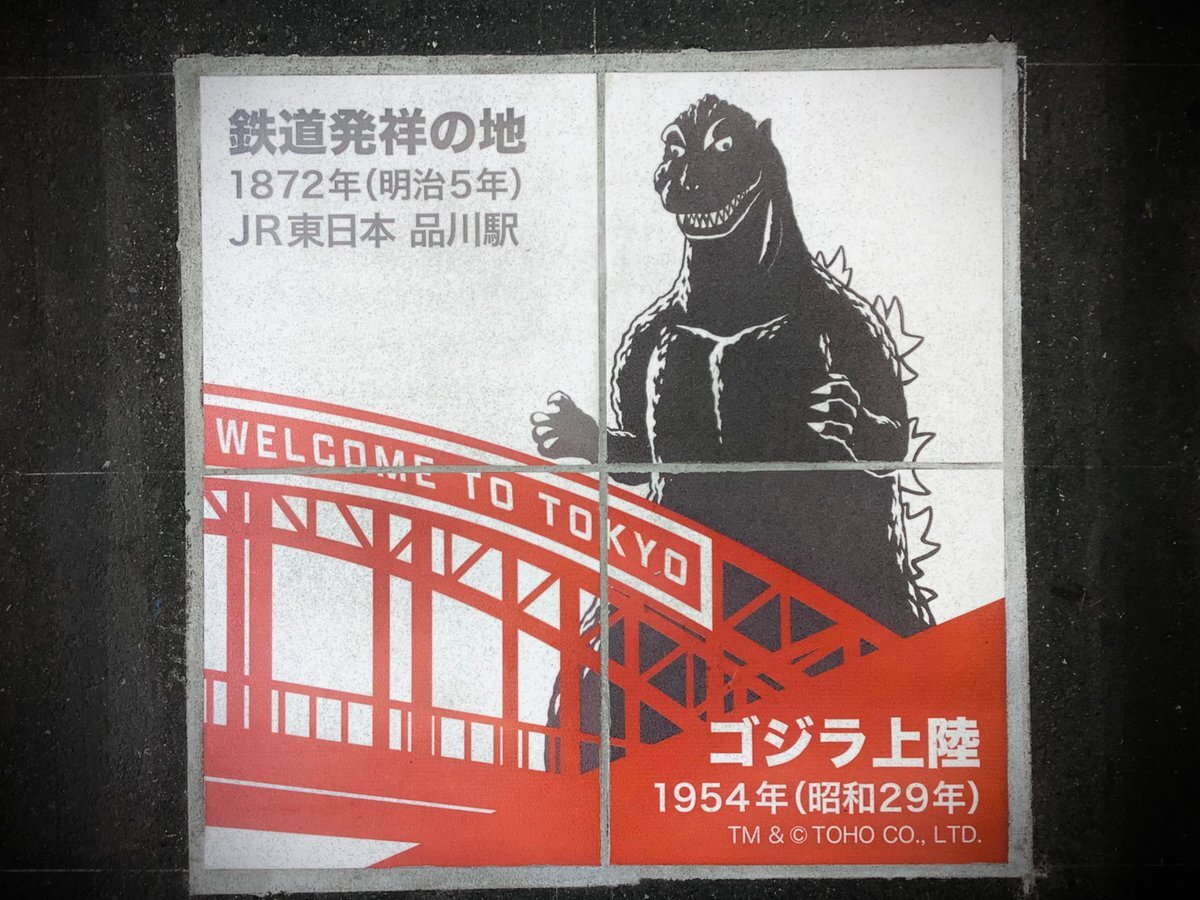 鉄道発祥の地
1872年(明治5年)
JR東日本 品川駅
WELCOME TO TOKYO
ゴジラ上陸
1954年(昭和29年)
TM & © TOHO CO., LTD.